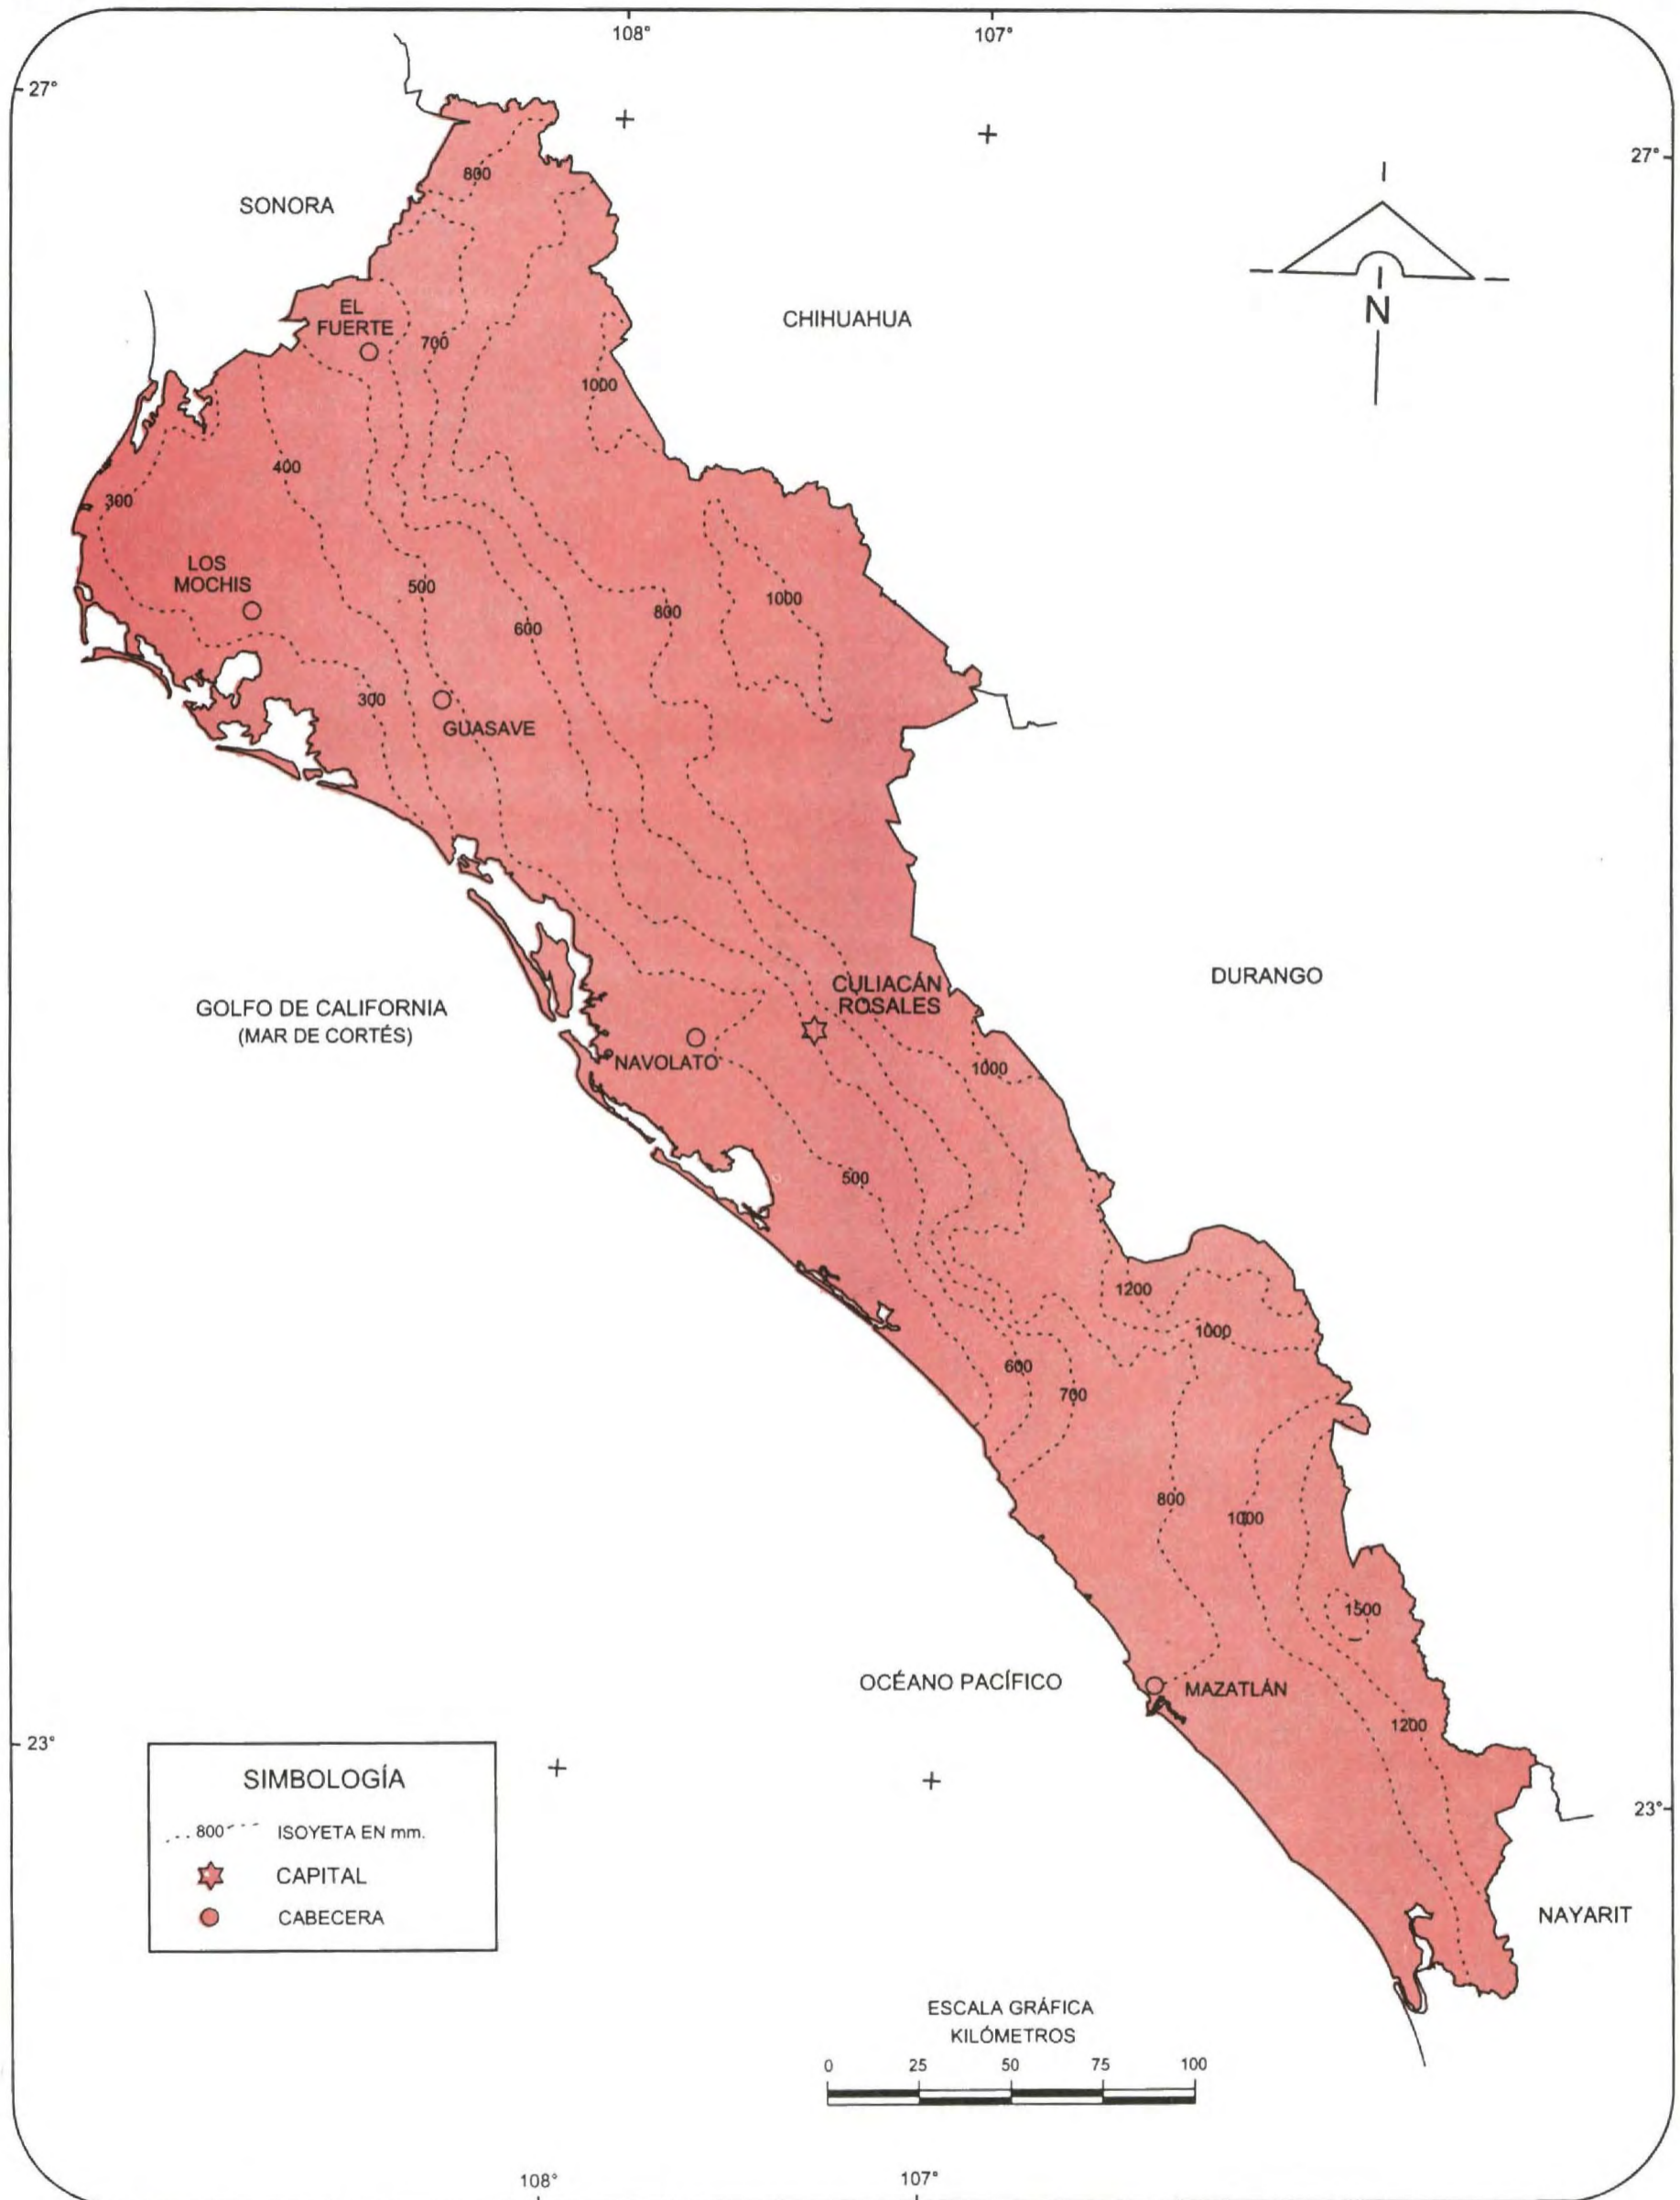 108°
107°
27°
27°
800
SONORA
EL
FUERTE
CHIHUAHUA
N
700
1000
400
300
LOS
MOCHIS
500
600
800
1000
300
GUASAVE
CULIACÁN
ROSALES
DURANGO
GOLFO DE CALIFORNIA
(MAR DE CORTÉS)
NAVOLATO
1000
500
1200
1000
600
700
800
1000
1500
OCÉANO PACÍFICO
MAZATLÁN
1200
23°
23°
SIMBOLOGÍA
800
ISOYETA EN mm.
CAPITAL
CABECERA
NAYARIT
ESCALA GRÁFICA
KILÓMETROS
0 25 50 75 100
108°
107°